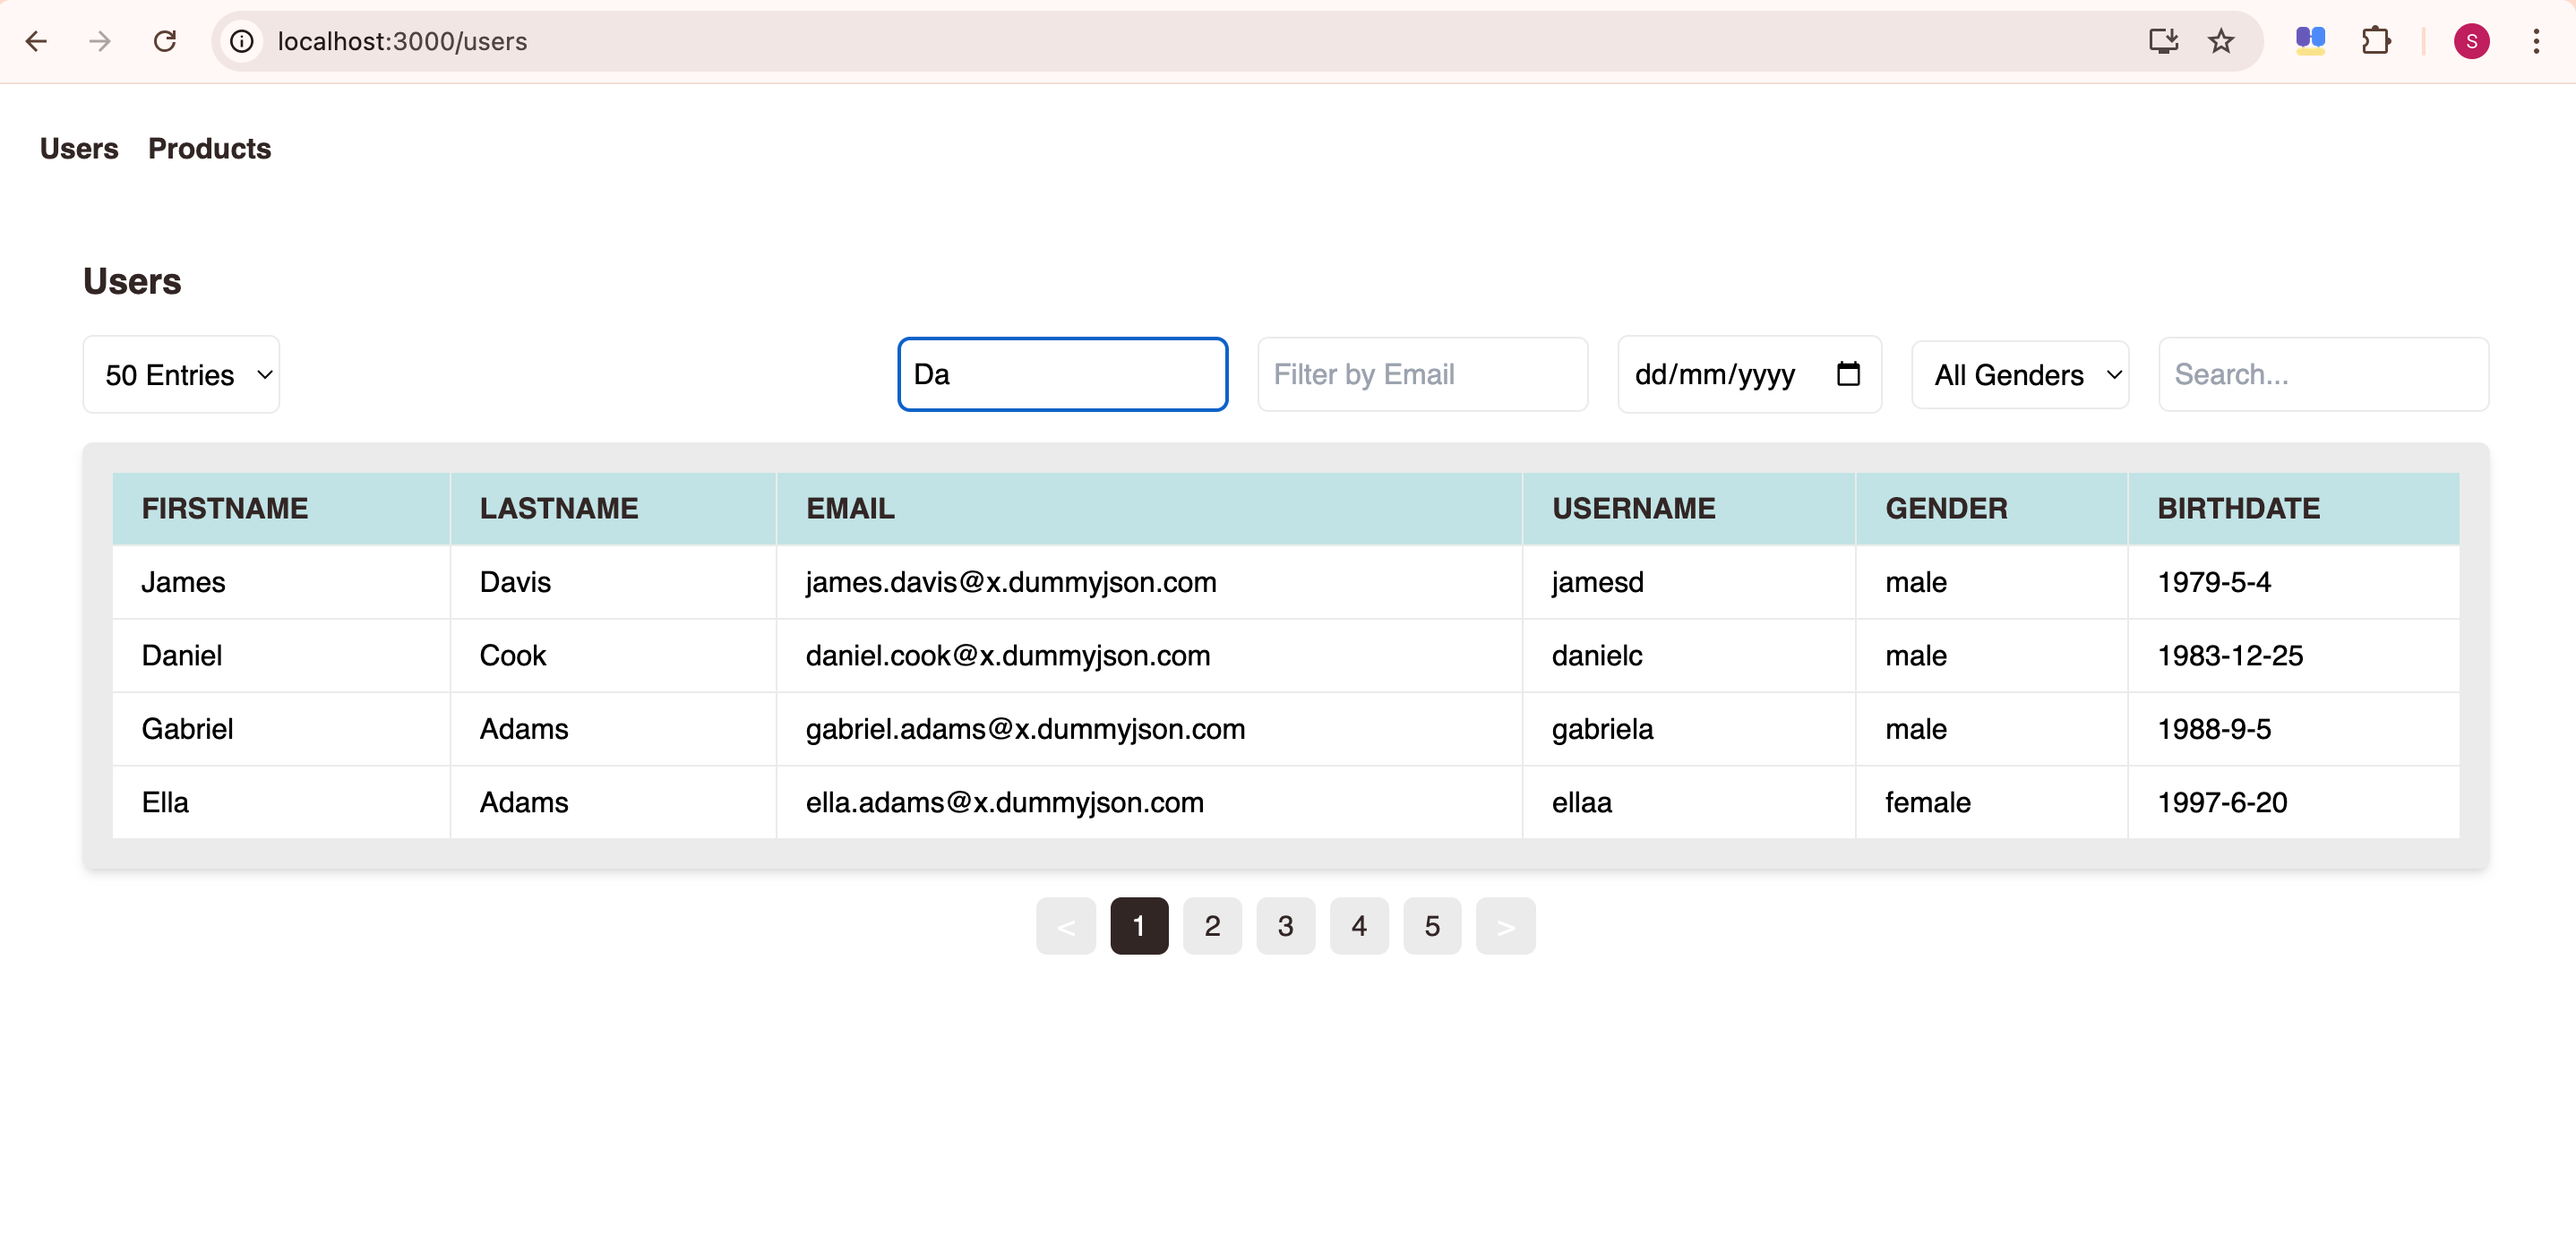 localhost:3000/users
S
Users Products
Users
50 Entries Da Filter by Email dd/mm/yyyy All Genders Search...
FIRSTNAME LASTNAME EMAIL USERNAME GENDER BIRTHDATE
James Davis james.davis@x.dummyjson.com jamesd male 1979-5-4
Daniel Cook daniel.cook@x.dummyjson.com danielc male 1983-12-25
Gabriel Adams gabriel.adams@x.dummyjson.com gabriela male 1988-9-5
Ella Adams ella.adams@x.dummyjson.com ellaa female 1997-6-20
< 1 2 3 4 5 >